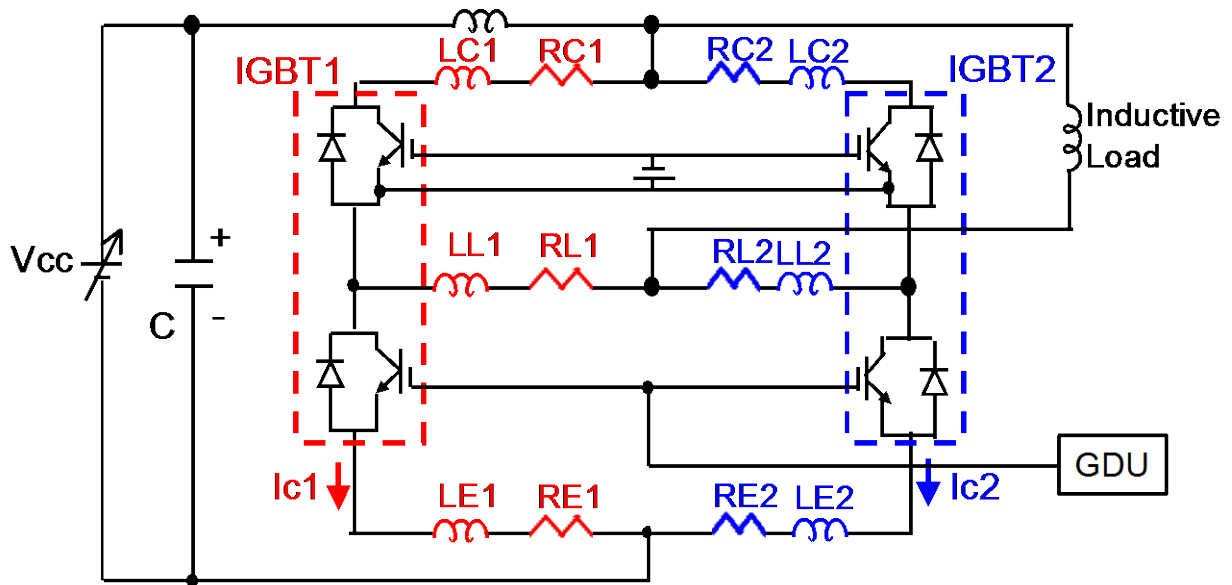 LC1
RC1
RC2
LC2
IGBT1
IGBT2
Inductive
Load
LL1
RL1
RL2
LL2
Vcc
+
C
-
GDU
Ic1
Ic2
LE1
RE1
RE2
LE2